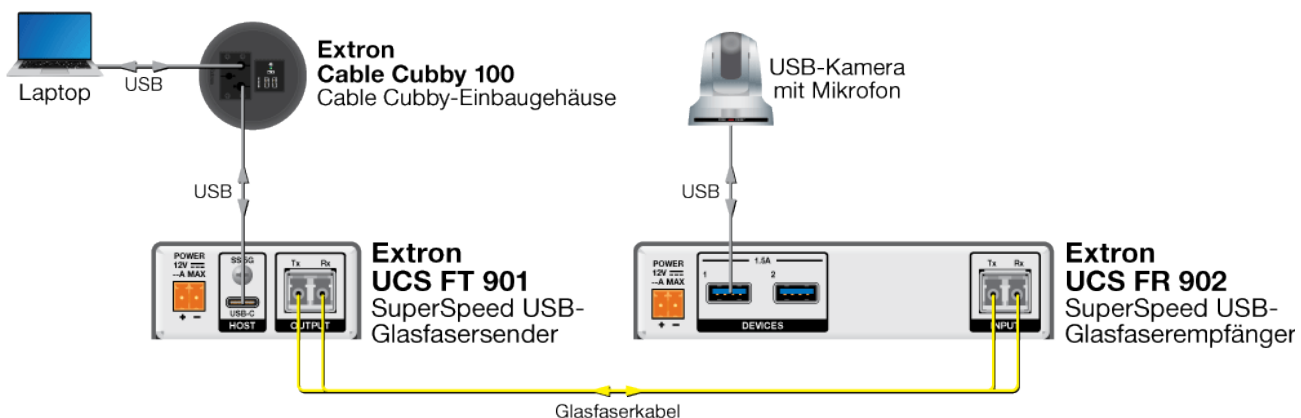 Laptop
USB
Extron
Cable Cubby 100
Cable Cubby-Einbaugehäuse
USB-Kamera
mit Mikrofon
USB
USB
POWER
12V
--A MAX
+ -
SS 5G
USB-C
HOST
Tx Rx
OUTPUT
Extron
UCS FT 901
SuperSpeed USB-
Glasfasersender
POWER
12V
--A MAX
+ -
1.5A
1 2
DEVICES
Tx Rx
INPUT
Extron
UCS FR 902
SuperSpeed USB-
Glasfaserempfänger
Glasfaserkabel